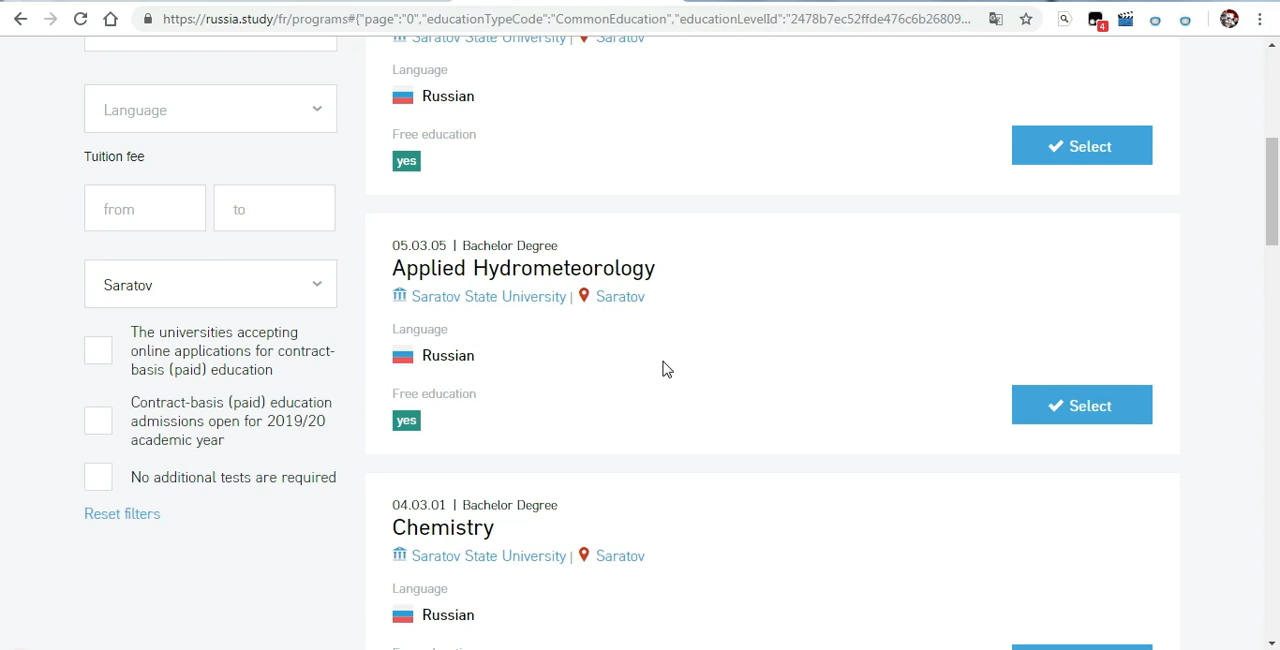 https://russia.study/fr/programs#{"page":"0","educationTypeCode":"CommonEducation","educationLevelId":"2478b7ec52ffde476c6b26809...
4
Saratov State University | Saratov
Language
Russian
Free education
yes
Select
Language
Tuition fee
from
to
Saratov
The universities accepting
online applications for contract-
basis (paid) education
Contract-basis (paid) education
admissions open for 2019/20
academic year
No additional tests are required
Reset filters
05.03.05 | Bachelor Degree
Applied Hydrometeorology
Saratov State University | Saratov
Language
Russian
Free education
yes
Select
04.03.01 | Bachelor Degree
Chemistry
Saratov State University | Saratov
Language
Russian